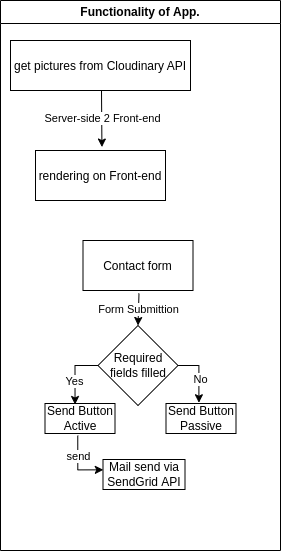 Functionality of App.
get pictures from Cloudinary API
Server-side 2 Front-end
rendering on Front-end
Contact form
Form Submittion
Required
fields filled
Yes
No
Send Button
Active
Send Button
Passive
send
Mail send via
SendGrid API